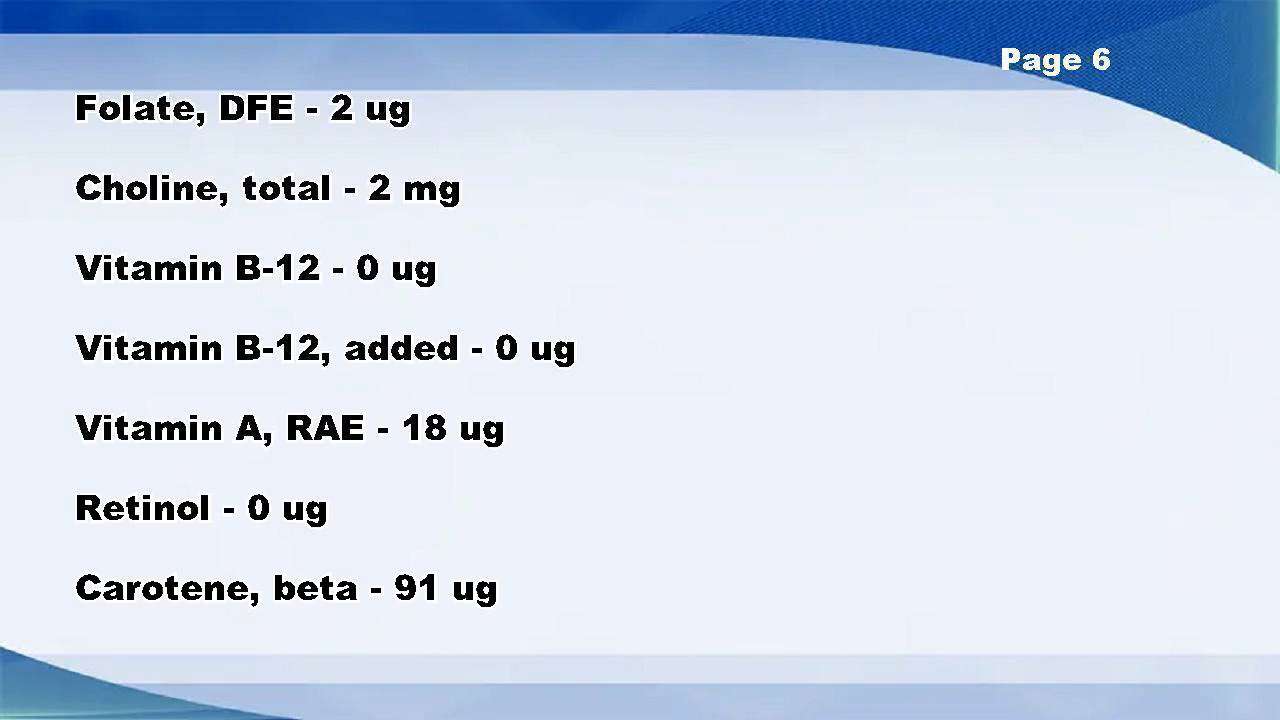 Page 6
Folate, DFE - 2 ug
Choline, total - 2 mg
Vitamin B-12 - 0 ug
Vitamin B-12, added - 0 ug
Vitamin A, RAE - 18 ug
Retinol - 0 ug
Carotene, beta - 91 ug